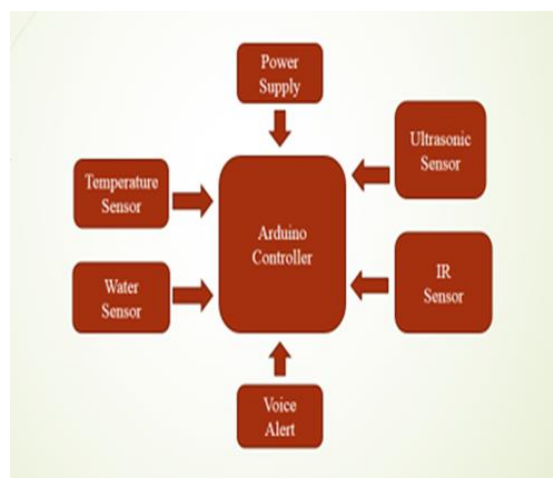 Power
Supply
Ultrasonic
Sensor
Temperature
Sensor
Arduino
Controller
Water
Sensor
IR
Sensor
Voice
Alert